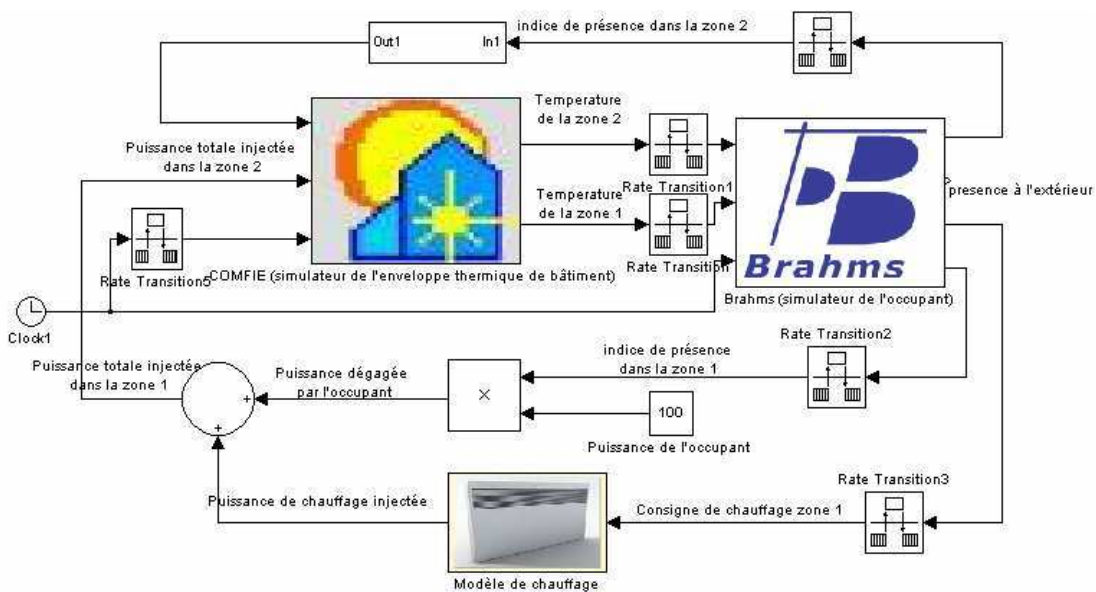 indice de présence dans la zone 2
Out1
In1
Temperature
de la zone 2
Puissance totale injectée
dans la zone 2
Rate Transition1
presence à l'extérieur
Temperature
de la zone 1
Brahms
Rate Transition5
COMFIE (simulateur de l'enveloppe thermique de bâtiment)
Brahms (simulateur de l'occupant)
Clock1
Rate Transition2
Puissance totale injectée
dans la zone 1
Puissance dégagée
par l'occupant
indice de présence
dans la zone 1
+
×
100
+
Puissance de l'occupant
Rate Transition3
Puissance de chauffage injectée
Consigne de chauffage zone 1
Modèle de chauffage